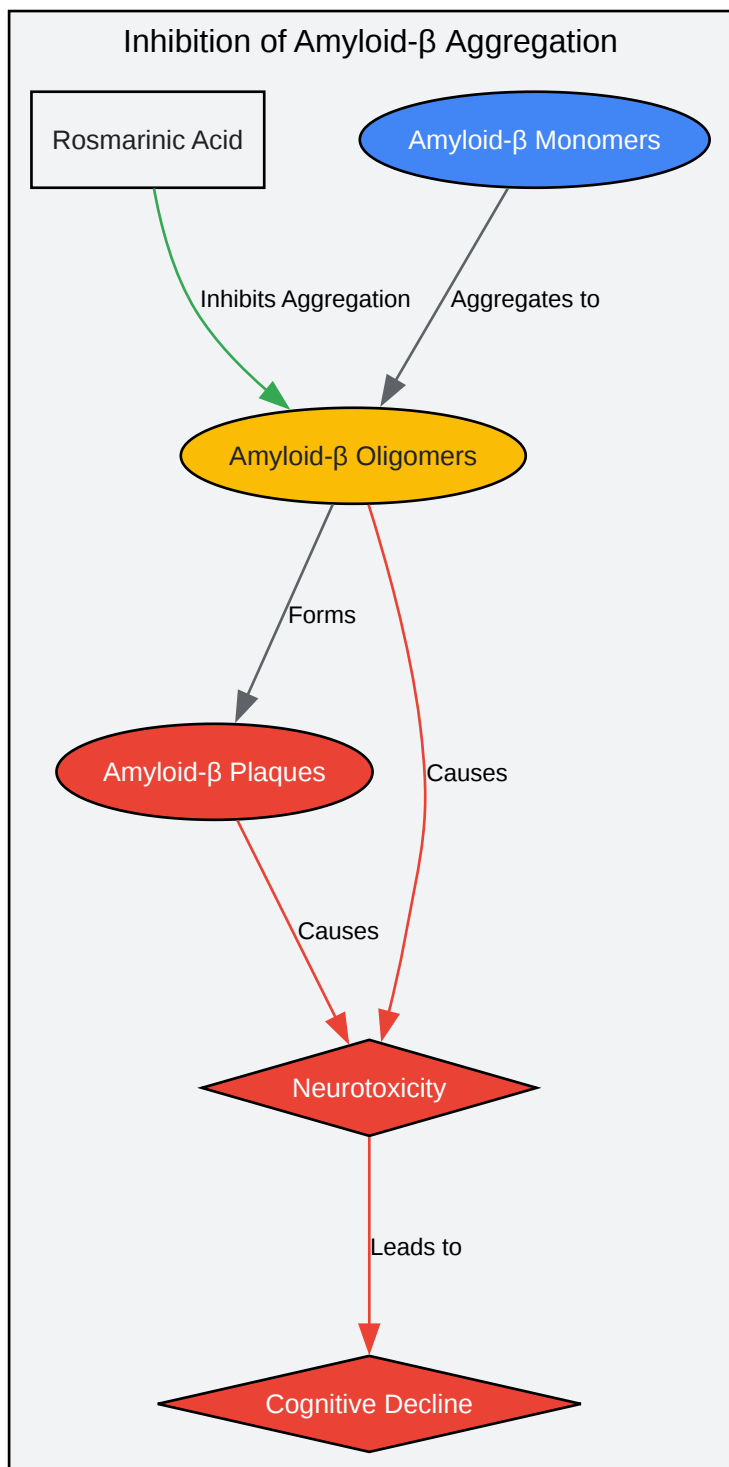 Inhibition of Amyloid-β Aggregation
Rosmarinic Acid
Amyloid-β Monomers
Inhibits Aggregation
Aggregates to
Amyloid-β Oligomers
Forms
Amyloid-β Plaques
Causes
Causes
Neurotoxicity
Leads to
Cognitive Decline